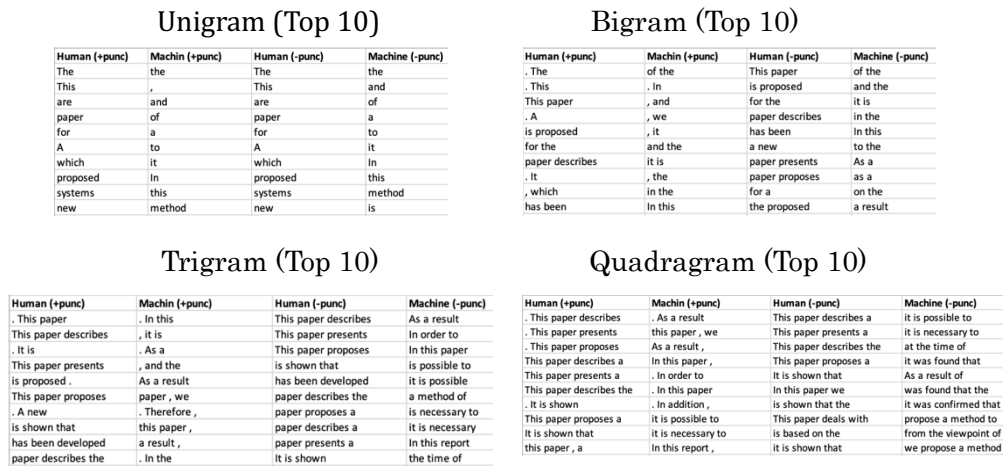 Unigram (Top 10)
Human (+punc) Machin (+punc) Human (-punc) Machine (-punc)
The the The the
This , This and
are and are of
paper of paper a
for a for to
A to A it
which it which In
proposed In proposed this
systems this systems method
new method new is
Bigram (Top 10)
Human (+punc) Machin (+punc) Human (-punc) Machine (-punc)
. The of the This paper of the
. This . In is proposed and the
This paper , and for the it is
. A , we paper describes in the
is proposed , it has been In this
for the and the a new to the
paper describes it is paper presents As a
. It , the paper proposes as a
, which in the for a on the
has been In this the proposed a result
Trigram (Top 10)
Human (+punc) Machin (+punc) Human (-punc) Machine (-punc)
. This paper . In this This paper describes As a result
This paper describes , it is This paper presents In order to
. It is . As a This paper proposes In this paper
This paper presents , and the is shown that is possible to
is proposed . As a result has been developed it is possible
This paper proposes paper , we paper describes the a method of
. A new . Therefore , paper proposes a is necessary to
is shown that this paper , paper describes a it is necessary
has been developed a result , paper presents a In this report
paper describes the . In the It is shown the time of
Quadragram (Top 10)
Human (+punc) Machin (+punc) Human (-punc) Machine (-punc)
. This paper describes . As a result This paper describes a it is possible to
. This paper presents this paper , we This paper presents a it is necessary to
. This paper proposes As a result , This paper describes the at the time of
This paper describes a In this paper , This paper proposes a it was found that
This paper presents a . In order to It is shown that As a result of
This paper describes the . In this paper In this paper we was found that the
. It is shown . In addition , is shown that the it was confirmed that
This paper proposes a it is possible to This paper deals with propose a method to
It is shown that it is necessary to is based on the from the viewpoint of
this paper , a In this report , it is shown that we propose a method